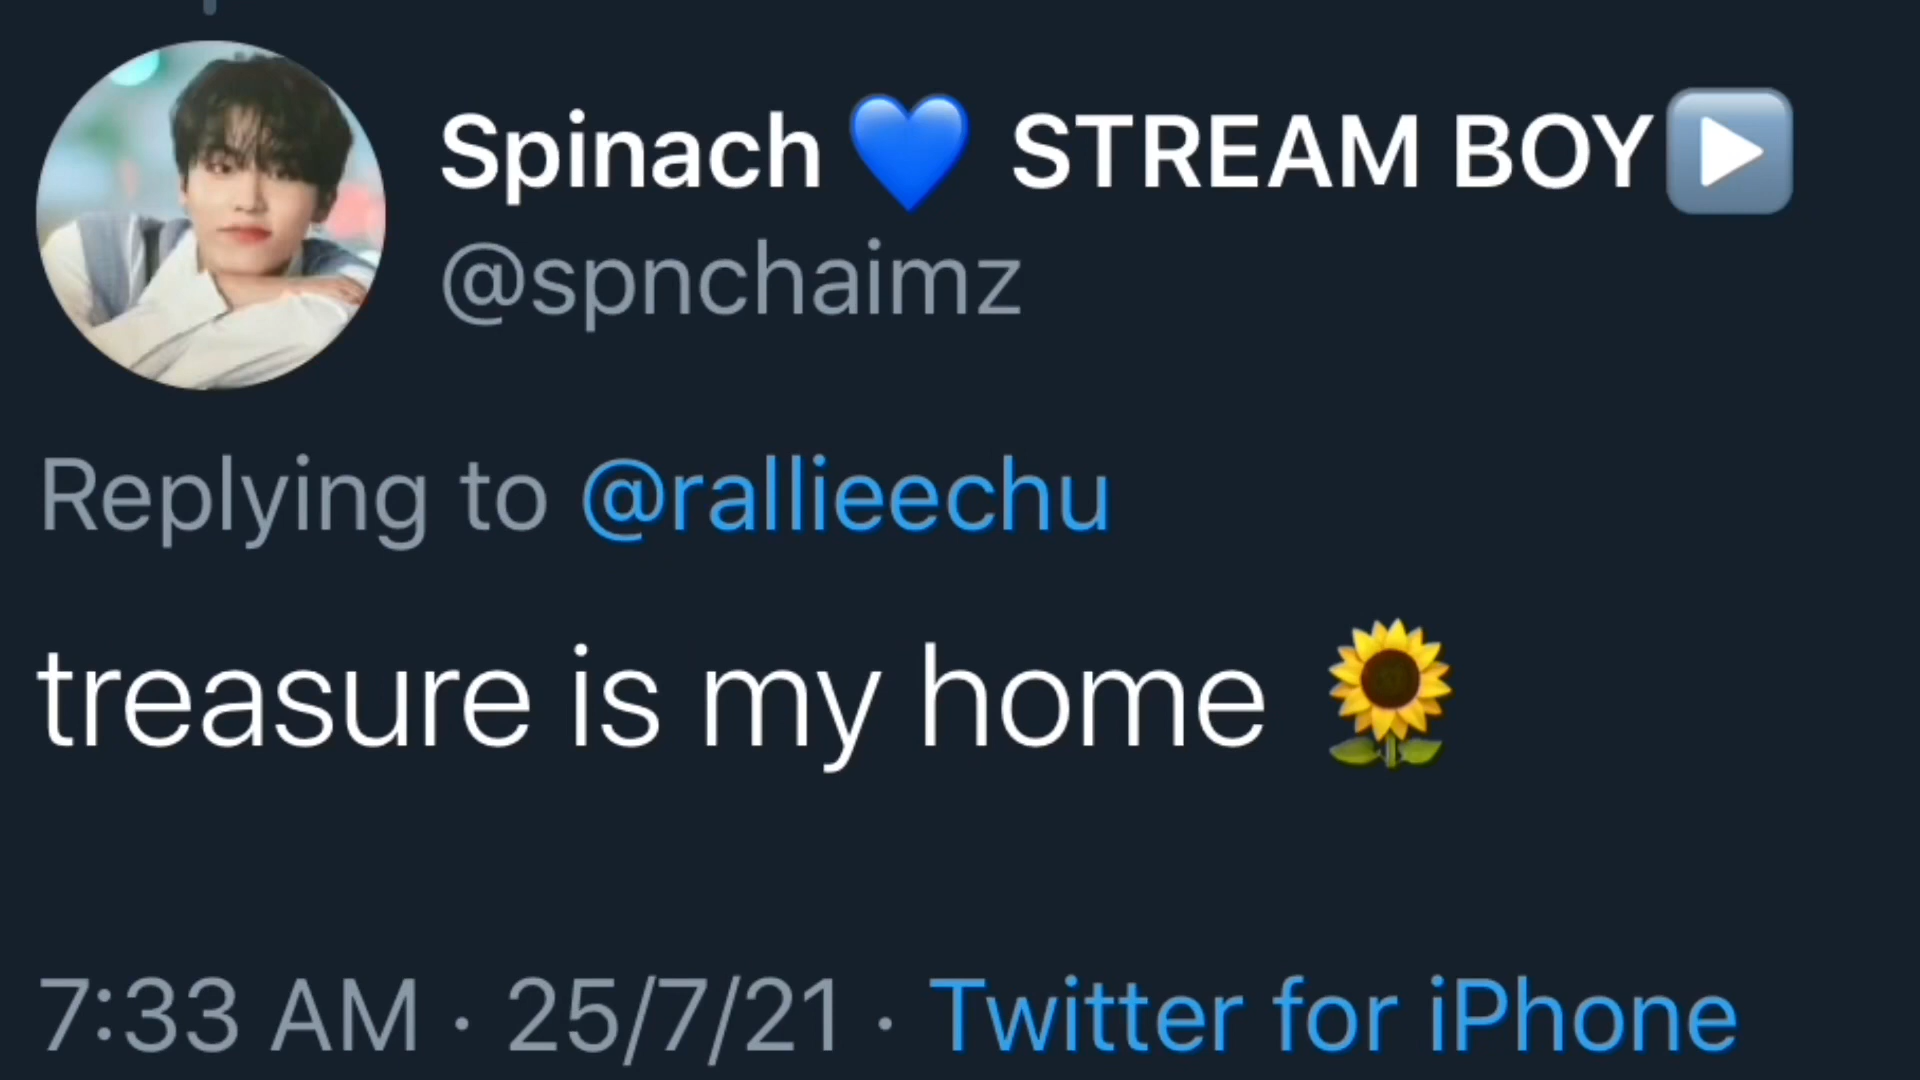 Spinach 💙 STREAM BOY▶️
@spnchaimz
Replying to @rallieechu
treasure is my home 🌻
7:33 AM · 25/7/21 · Twitter for iPhone